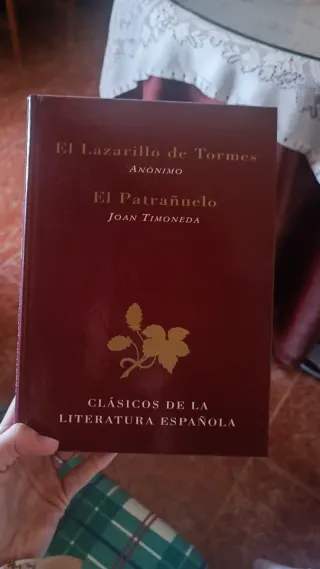 El Lazarillo de Tormes
Anónimo
El Patrañuelo
Joan Timoneda
CLÁSICOS DE LA
LITERATURA ESPAÑOLA